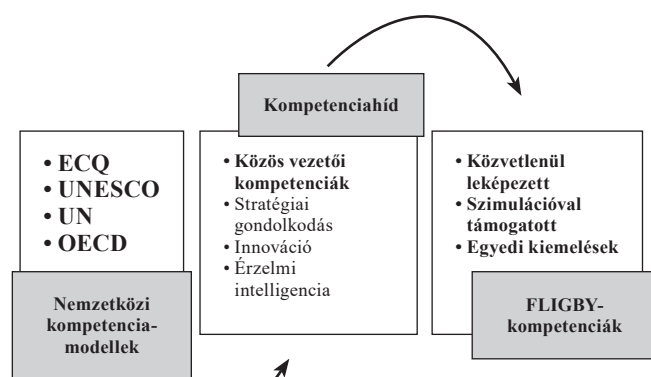 Kompetenciahíd
• ECQ
• UNESCO
• UN
• OECD
Nemzetközi
kompetencia-
modellek
• Közös vezetői
kompetenciák
• Stratégiai
gondolkodás
• Innováció
• Érzelmi
intelligencia
• Közvetlenül
leképezett
• Szimulációval
támogatott
• Egyedi kiemelések
FLIGBY-
kompetenciák